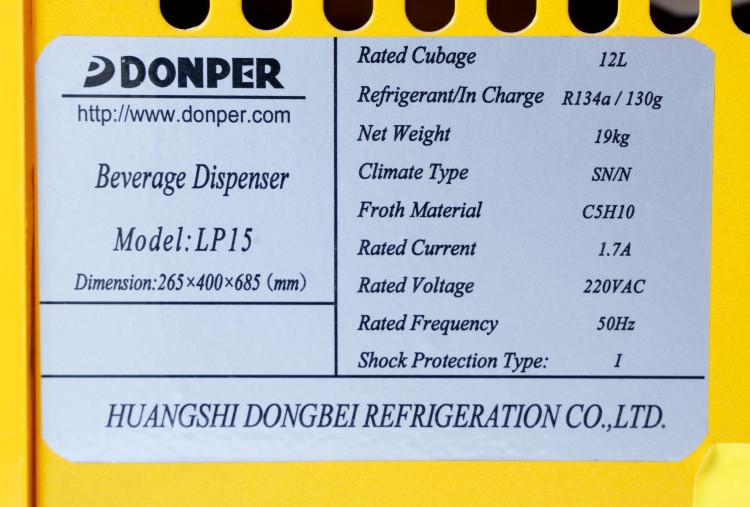 DONPER
http://www.donper.com
Beverage Dispenser
Model:LP15
Dimension:265×400×685 (mm)
Rated Cubage 12L
Refrigerant/In Charge R134a / 130g
Net Weight 19kg
Climate Type SN/N
Froth Material C5H10
Rated Current 1.7A
Rated Voltage 220VAC
Rated Frequency 50Hz
Shock Protection Type: I
HUANGSHI DONGBEI REFRIGERATION CO.,LTD.